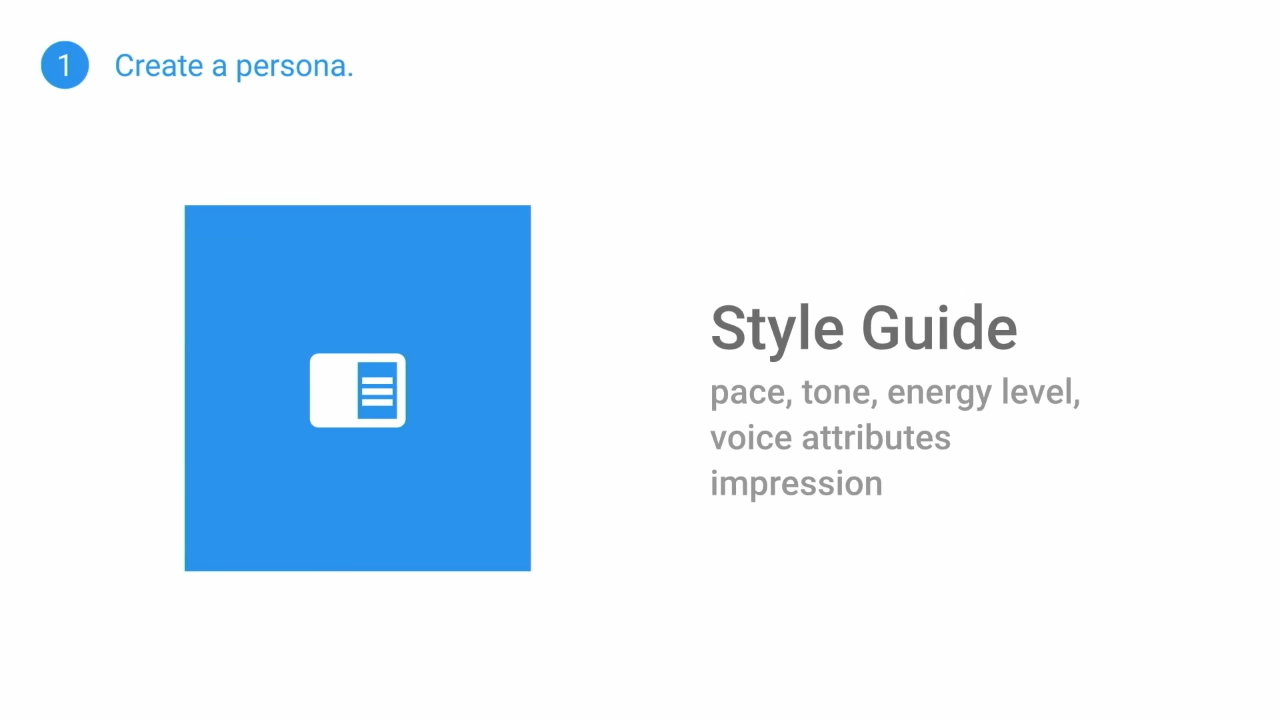 1 Create a persona.
Style Guide
pace, tone, energy level,
voice attributes
impression